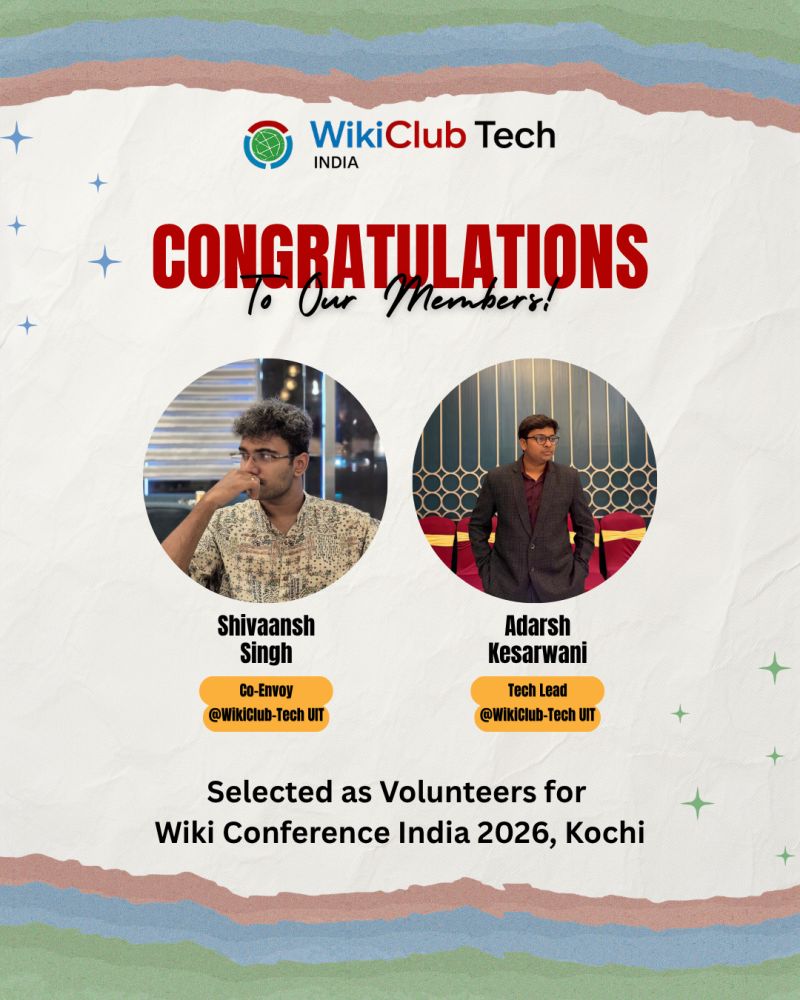 WikiClub Tech
INDIA
CONGRATULATIONS
To Our Members!
Shivaansh
Singh
Co-Envoy
@WikiClub-Tech UIT
Adarsh
Kesarwani
Tech Lead
@WikiClub-Tech UIT
Selected as Volunteers for
Wiki Conference India 2026, Kochi